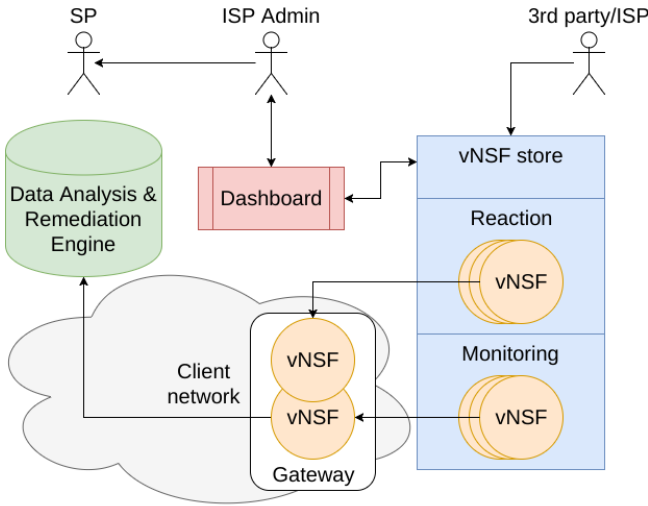 SP
ISP Admin
3rd party/ISP
Data Analysis &
Remediation
Engine
Dashboard
vNSF store
Reaction
vNSF
Monitoring
vNSF
Client
network
vNSF
vNSF
Gateway